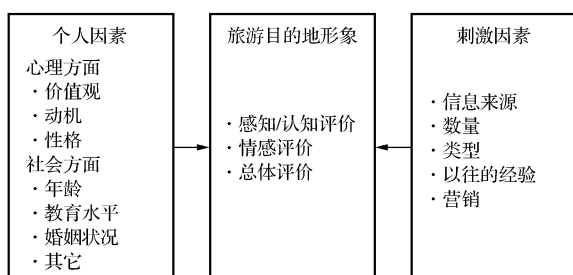 个人因素
心理方面
·价值观
·动机
·性格
社会方面
·年龄
·教育水平
·婚姻状况
·其它
旅游目的地形象
·感知/认知评价
·情感评价
·总体评价
刺激因素
·信息来源
·数量
·类型
·以往的经验
·营销